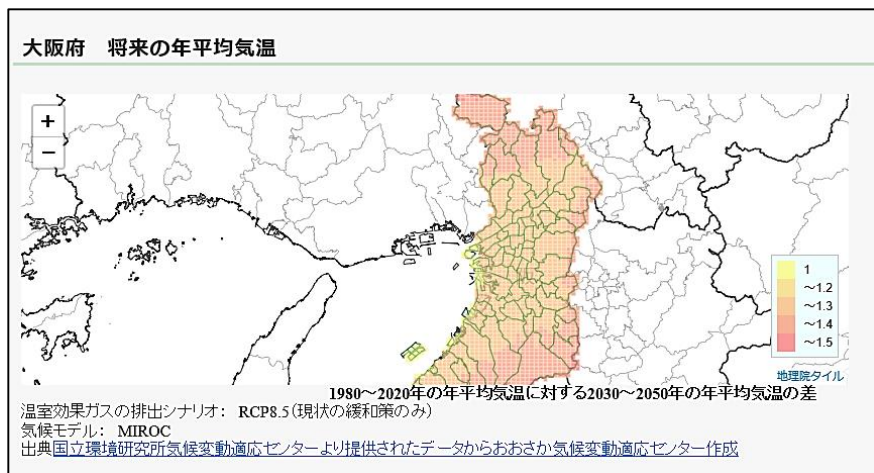 大阪府　将来の年平均気温
+
−
1
～1.2
～1.3
～1.4
～1.5
地理院タイル
1980～2020年の年平均気温に対する2030～2050年の年平均気温の差
温室効果ガスの排出シナリオ： RCP8.5（現状の緩和策のみ）
気候モデル： MIROC
出典国立環境研究所気候変動適応センターより提供されたデータからおおさか気候変動適応センター作成